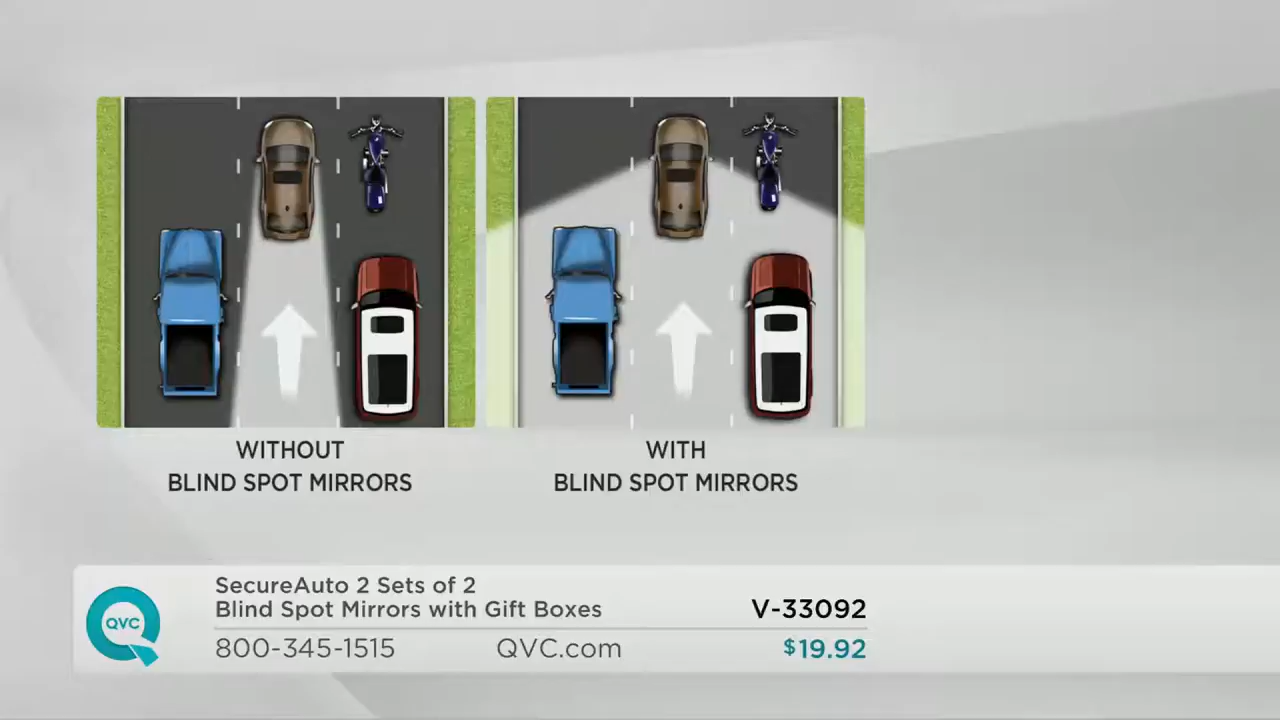 WITHOUT
BLIND SPOT MIRRORS
WITH
BLIND SPOT MIRRORS
QVC
SecureAuto 2 Sets of 2
Blind Spot Mirrors with Gift Boxes
V-33092
800-345-1515
QVC.com
$19.92